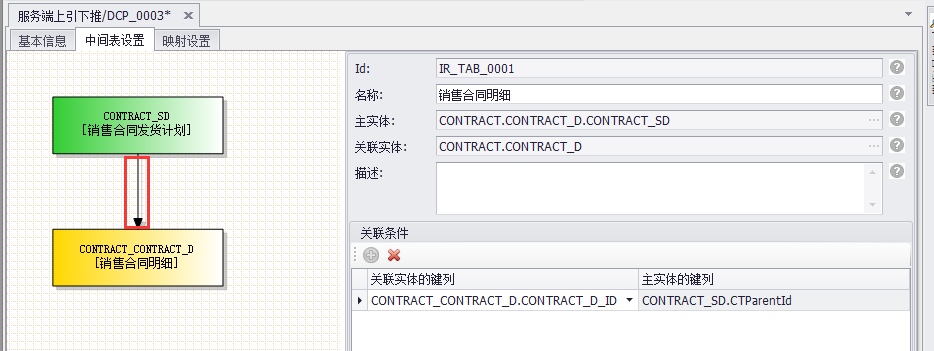 服务端上引下推/DCP_0003*
基本信息 中间表设置 映射设置
CONTRACT_SD
[销售合同发货计划]
CONTRACT_CONTRACT_D
[销售合同明细]
Id: IR_TAB_0001
名称: 销售合同明细
主实体: CONTRACT.CONTRACT_D.CONTRACT_SD
关联实体: CONTRACT.CONTRACT_D
描述:
关联条件
关联实体的键列 主实体的键列
CONTRACT_CONTRACT_D.CONTRACT_D_ID CONTRACT_SD.CTParentId